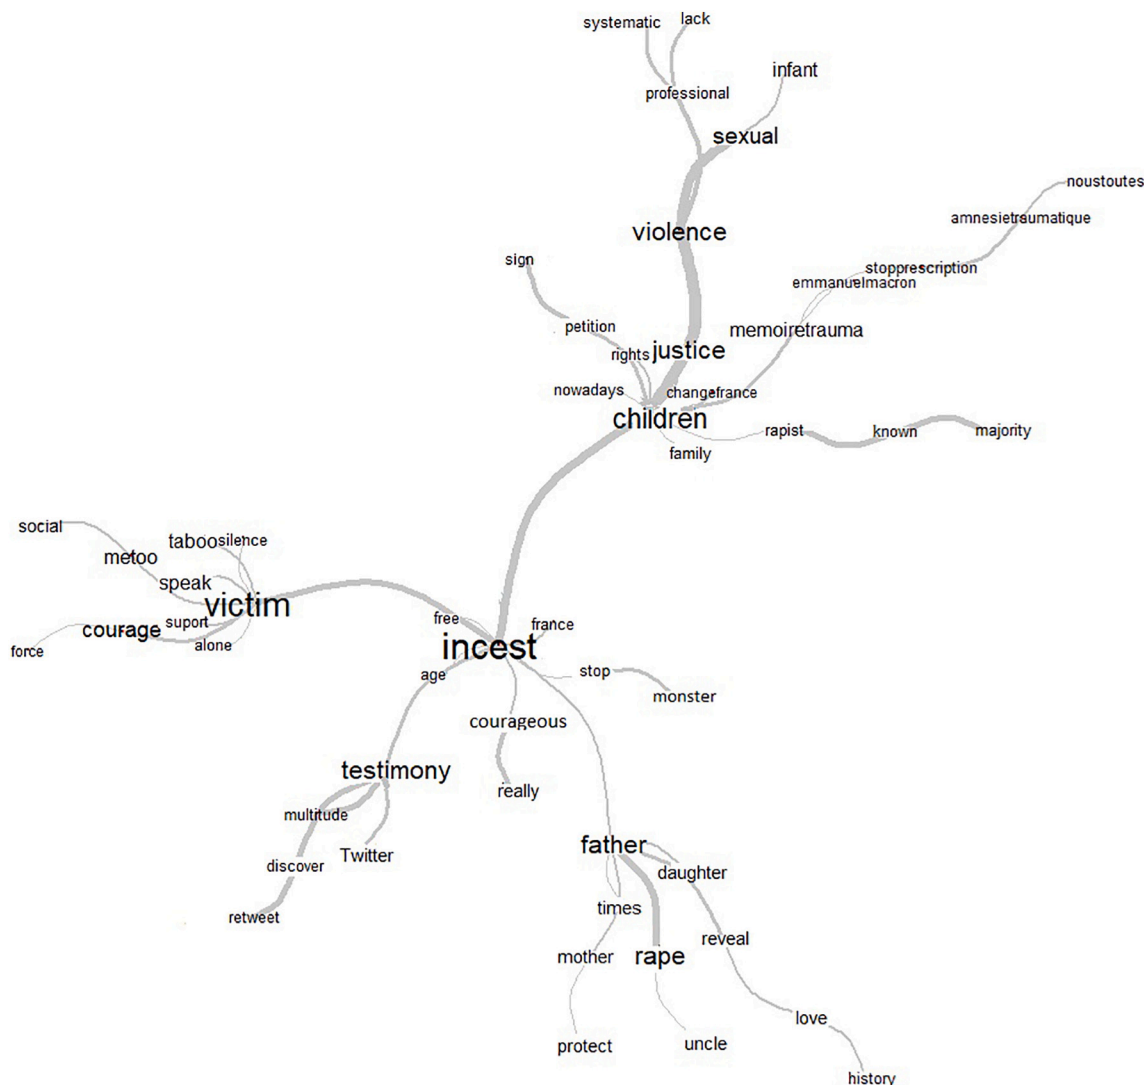 systematic
lack
infant
professional
sexual
noustoutes
amnesietraumatique
violence
sign
stopprescription
emmanuelmacron
petition
memoiretrauma
rights
justice
nowadays
changefrance
children
rapist
known
majority
family
social
taboo
silence
metoo
speak
victim
free
suport
france
courage
alone
incest
force
age
stop
monster
courageous
testimony
really
multitude
father
Twitter
discover
daughter
times
retweet
reveal
mother
rape
love
protect
uncle
history